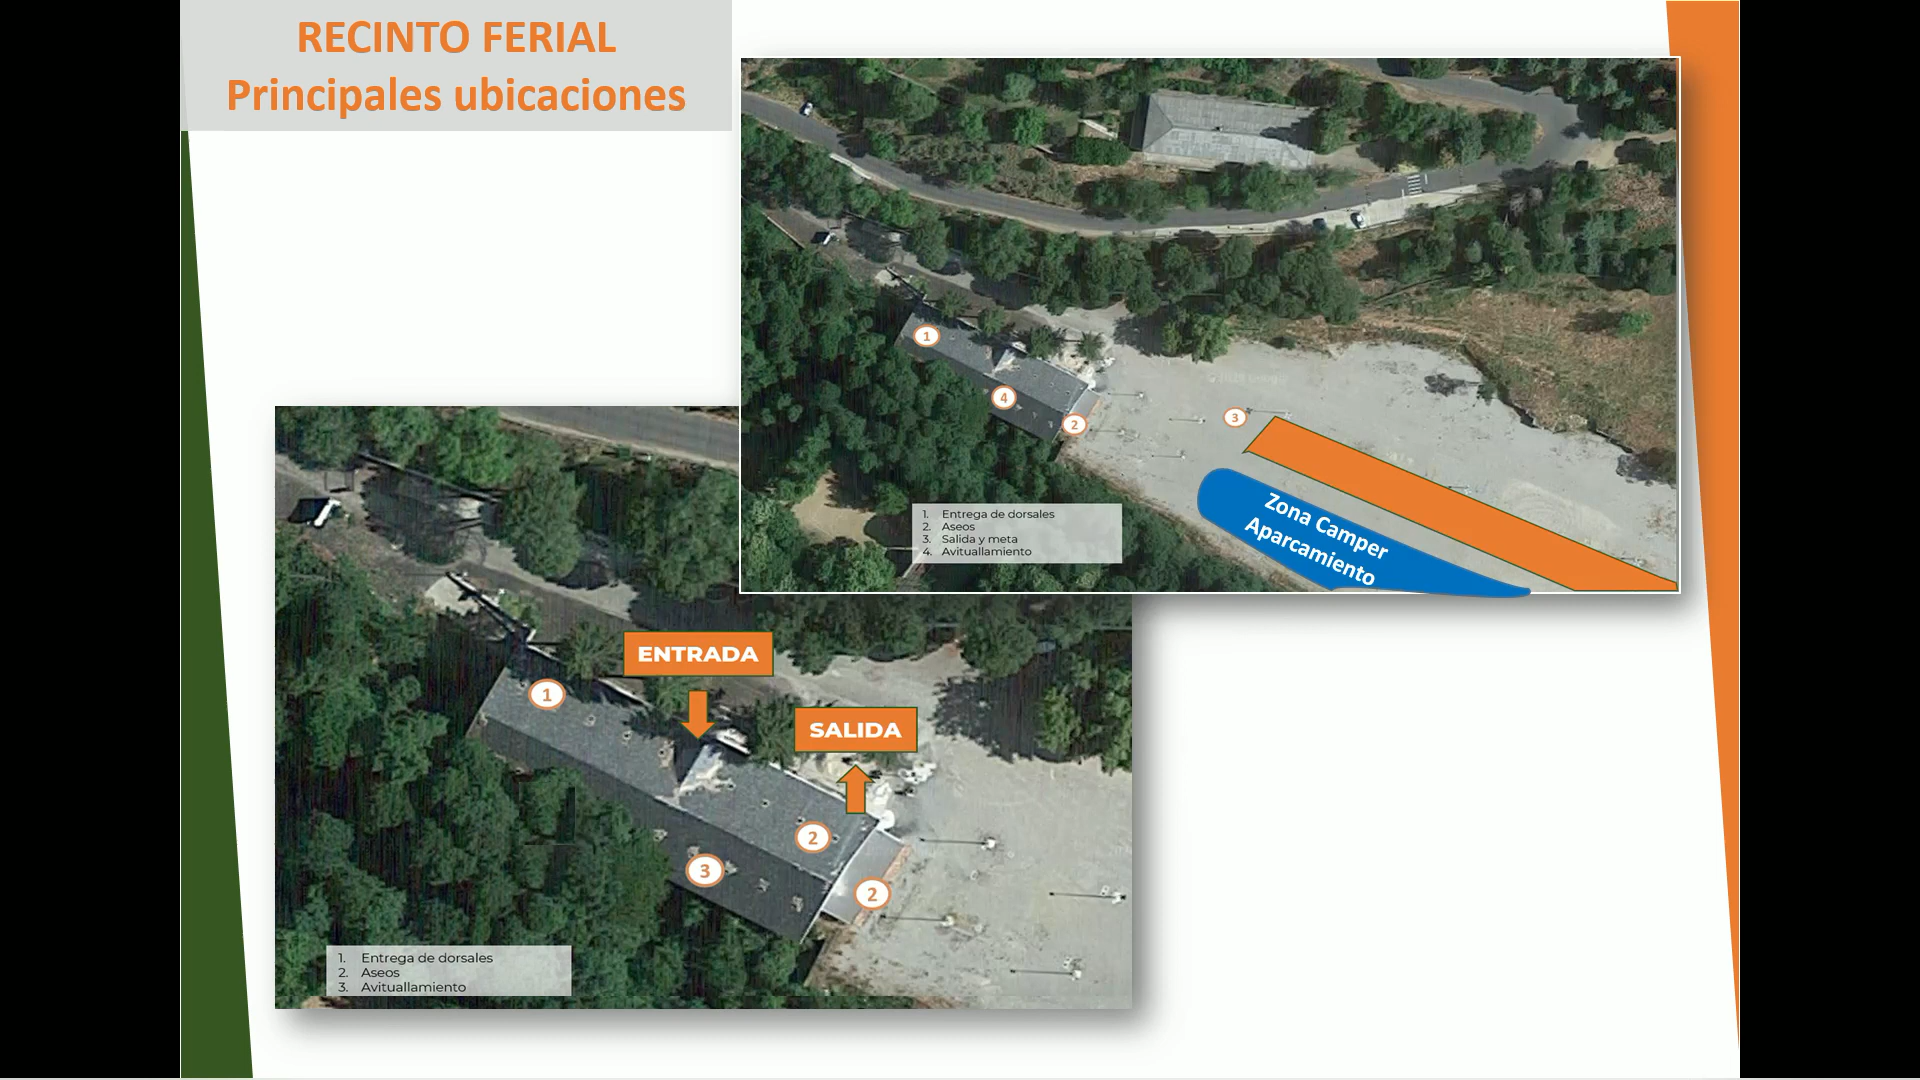 RECINTO FERIAL
Principales ubicaciones
1
4
2
3
1. Entrega de dorsales
2. Aseos
3. Salida y meta
4. Avituallamiento
Zona Camper
Aparcamiento
ENTRADA
SALIDA
1
2
3
2
1. Entrega de dorsales
2. Aseos
3. Avituallamiento